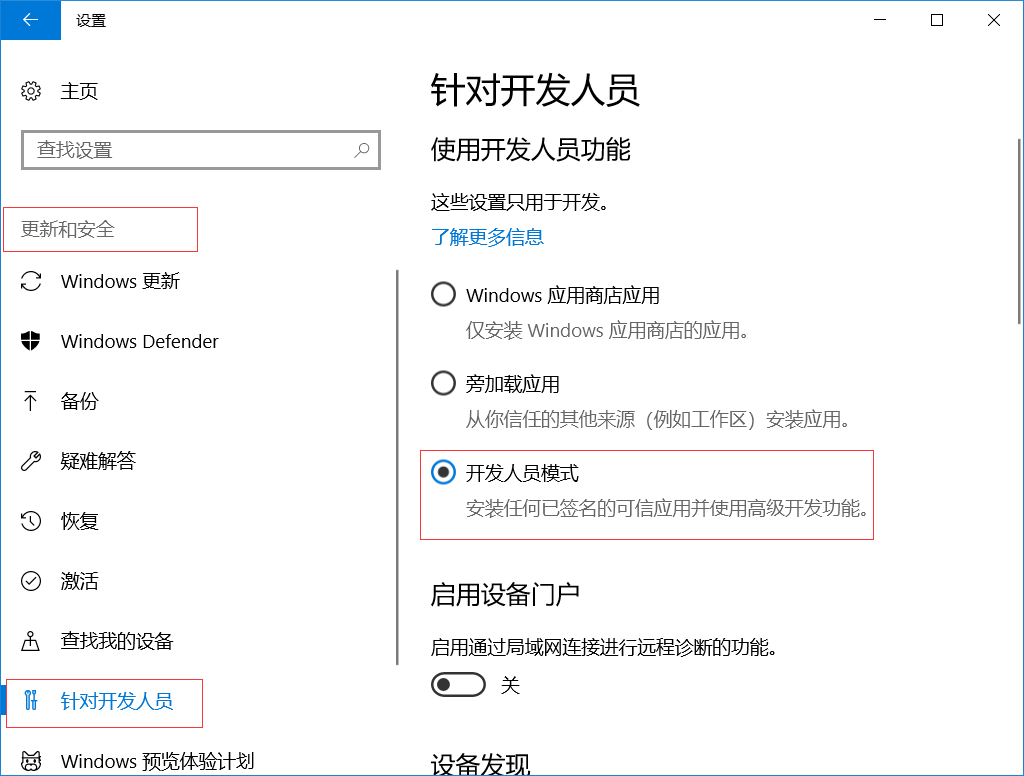 设置
主页
查找设置
更新和安全
Windows 更新
Windows Defender
备份
疑难解答
恢复
激活
查找我的设备
针对开发人员
Windows 预览体验计划
针对开发人员
使用开发人员功能
这些设置只用于开发。
了解更多信息
Windows 应用商店应用
仅安装 Windows 应用商店的应用。
旁加载应用
从你信任的其他来源（例如工作区）安装应用。
开发人员模式
安装任何已签名的可信应用并使用高级开发功能。
启用设备门户
启用通过局域网连接进行远程诊断的功能。
关
设备发现